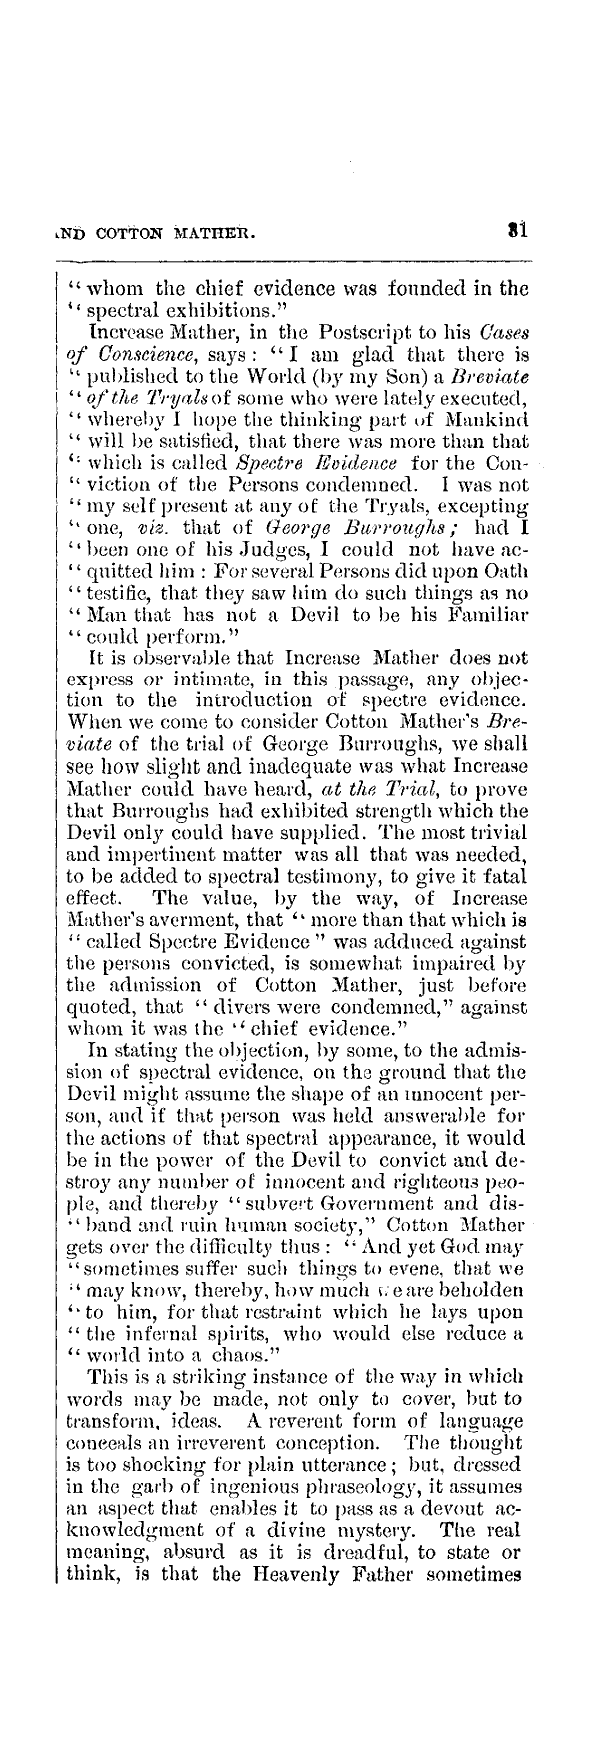 AND COTTON MATHER. 31
“ whom the chief evidence was founded in the
“ spectral exhibitions.”
Increase Mather, in the Postscript to his Cases
of Conscience, says : “ I am glad that there is
“ published to the World (by my Son) a Breviate
“ of the Tryals of some who were lately executed,
“ whereby I hope the thinking part of Mankind
“ will be satisfied, that there was more than that
“ which is called Spectre Evidence for the Con-
“ viction of the Persons condemned. I was not
“ my self present at any of the Tryals, excepting
“ one, viz. that of George Burroughs ; had I
“ been one of his Judges, I could not have ac-
“ quitted him : For several Persons did upon Oath
“ testifie, that they saw him do such things as no
“ Man that has not a Devil to be his Familiar
“ could perform.”
It is observable that Increase Mather does not
express or intimate, in this passage, any objec-
tion to the introduction of spectre evidence.
When we come to consider Cotton Mather's Bre-
viate of the trial of George Burroughs, we shall
see how slight and inadequate was what Increase
Mather could have heard, at the Trial, to prove
that Burroughs had exhibited strength which the
Devil only could have supplied. The most trivial
and impertinent matter was all that was needed,
to be added to spectral testimony, to give it fatal
effect. The value, by the way, of Increase
Mather's averment, that “ more than that which is
“ called Spectre Evidence ” was adduced against
the persons convicted, is somewhat impaired by
the admission of Cotton Mather, just before
quoted, that “ divers were condemned,” against
whom it was the “ chief evidence.”
In stating the objection, by some, to the admis-
sion of spectral evidence, on the ground that the
Devil might assume the shape of an innocent per-
son, and if that person was held answerable for
the actions of that spectral appearance, it would
be in the power of the Devil to convict and de-
stroy any number of innocent and righteous peo-
ple, and thereby “ subvert Government and dis-
“ band and ruin human society,” Cotton Mather
gets over the difficulty thus : “ And yet God may
“ sometimes suffer such things to evene, that we
“ may know, thereby, how much we are beholden
“ to him, for that restraint which he lays upon
“ the infernal spirits, who would else reduce a
“ world into a chaos.”
This is a striking instance of the way in which
words may be made, not only to cover, but to
transform, ideas. A reverent form of language
conceals an irreverent conception. The thought
is too shocking for plain utterance ; but, dressed
in the garb of ingenious phraseology, it assumes
an aspect that enables it to pass as a devout ac-
knowledgment of a divine mystery. The real
meaning, absurd as it is dreadful, to state or
think, is that the Heavenly Father sometimes